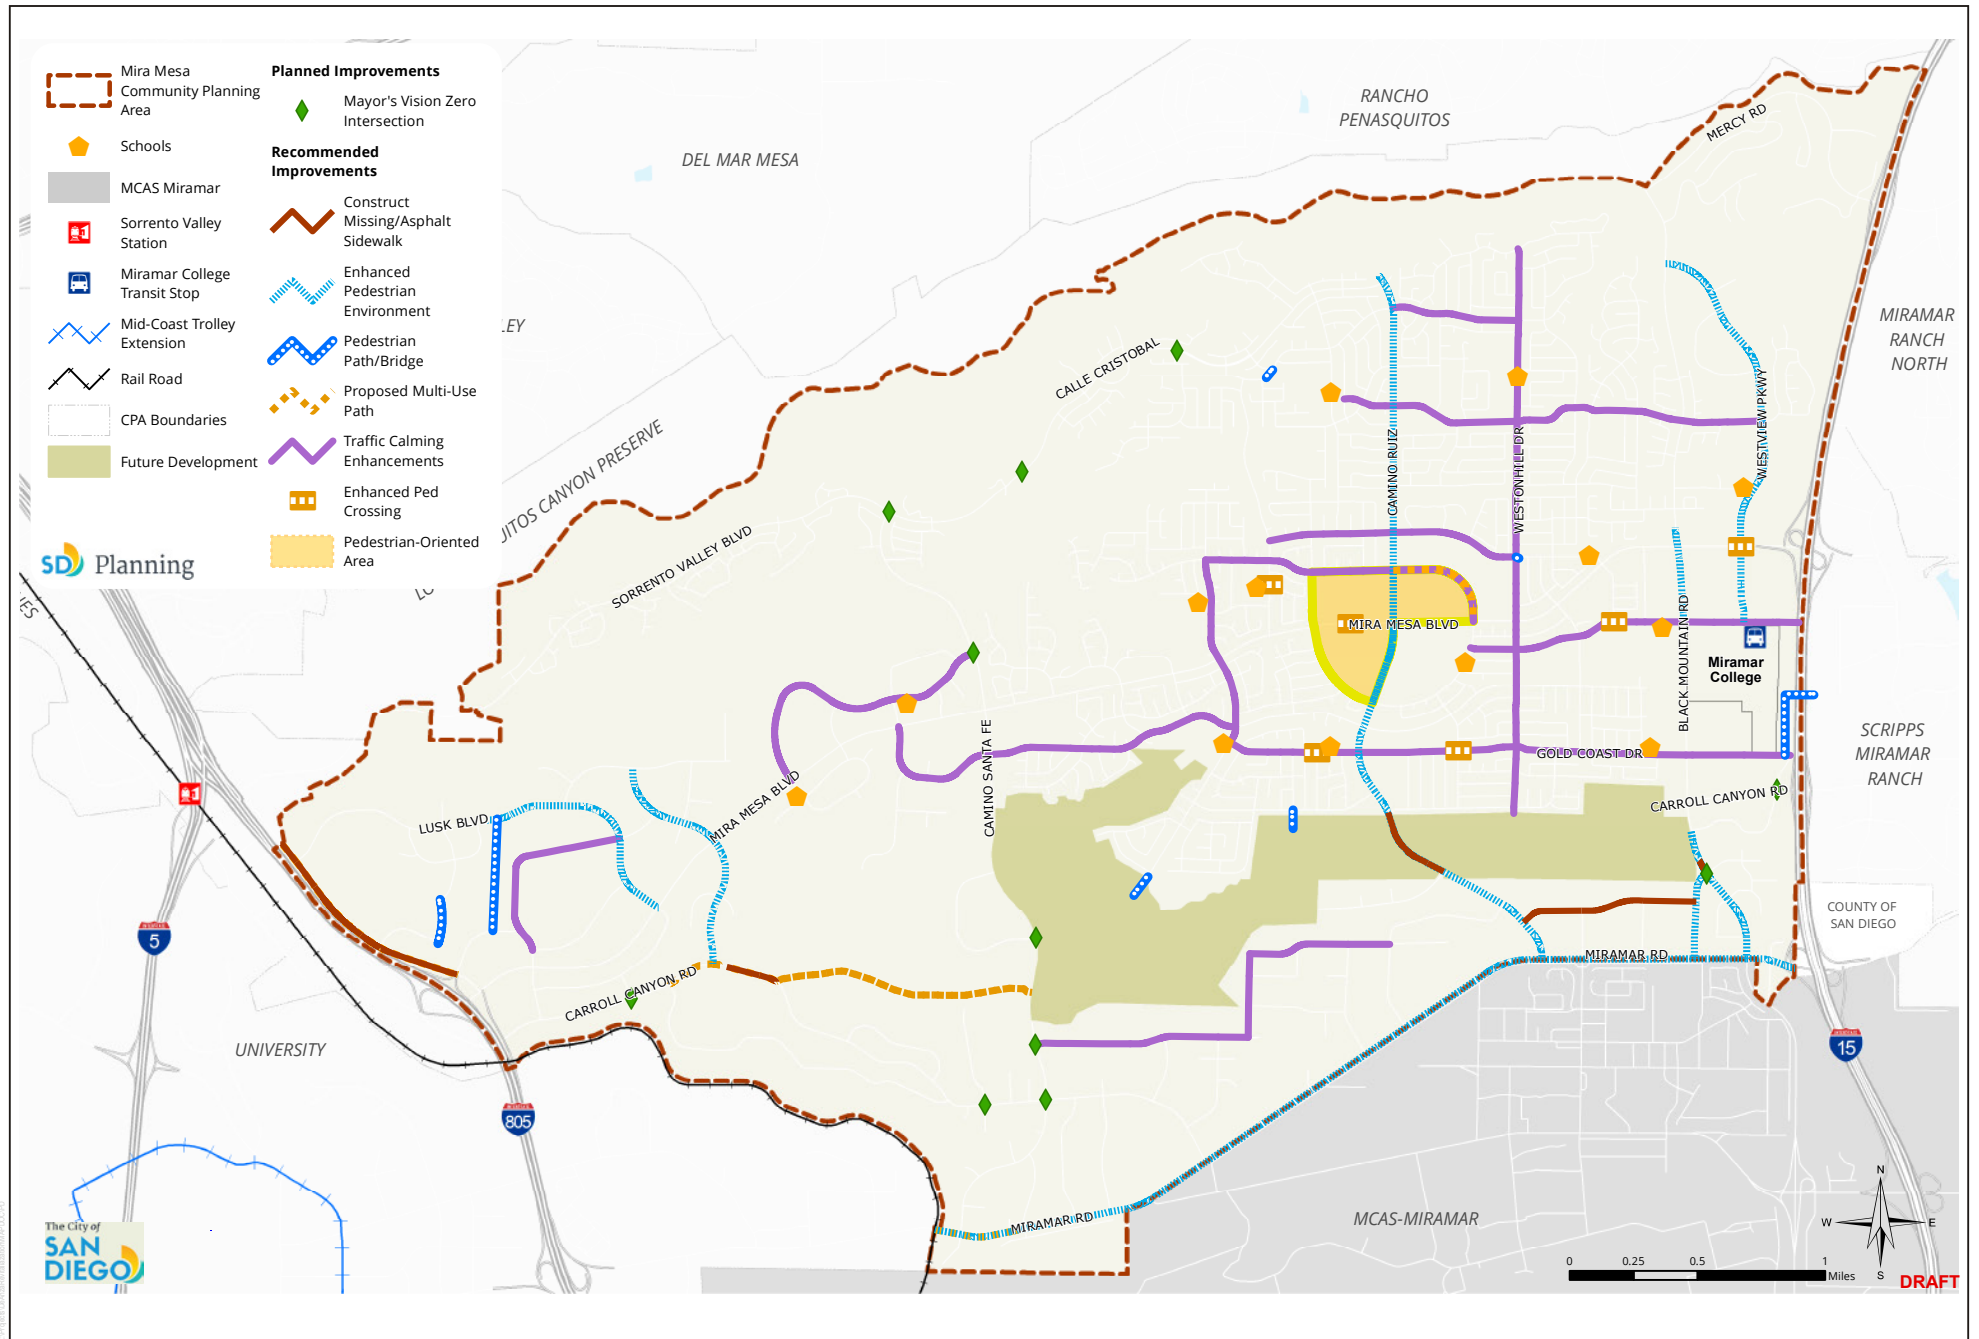 Mira Mesa
Community Planning
Area
Schools
MCAS Miramar
Sorrento Valley
Station
Miramar College
Transit Stop
Mid-Coast Trolley
Extension
Rail Road
CPA Boundaries
Future Development
Planned Improvements
Mayor's Vision Zero
Intersection
Recommended
Improvements
Construct
Missing/Asphalt
Sidewalk
Enhanced
Pedestrian
Environment
Pedestrian
Path/Bridge
Proposed Multi-Use
Path
Traffic Calming
Enhancements
Enhanced Ped
Crossing
Pedestrian-Oriented
Area
SD Planning
DEL MAR MESA
RANCHO
PENASQUITOS
MERCY RD
MIRAMAR
RANCH
NORTH
LEY
UITOS CANYON PRESERVE
LO
IES
CALLE CRISTOBAL
SORRENTO VALLEY BLVD
CAMINO RUIZ
WESTONHILL DR
WESTVIEW PKWY
MIRA MESA BLVD
BLACK MOUNTAIN RD
Miramar
College
GOLD COAST DR
SCRIPPS
MIRAMAR
RANCH
CARROLL CANYON RD
CAMINO SANTA FE
MIRA MESA BLVD
LUSK BLVD
CARROLL CANYON RD
COUNTY OF
SAN DIEGO
MIRAMAR RD
5
805
15
UNIVERSITY
MIRAMAR RD
MCAS-MIRAMAR
The City of
SAN
DIEGO
N
W E
S
0 0.25 0.5 1
Miles
DRAFT